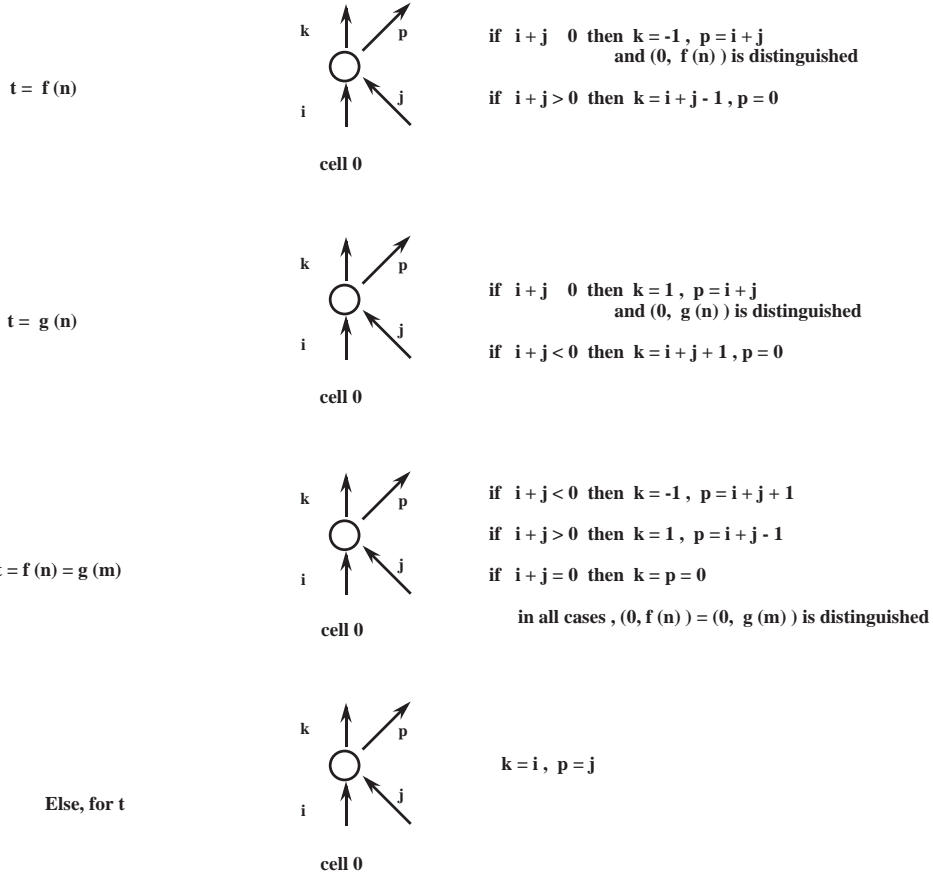 k
p
if i + j 0 then k = -1 , p = i + j
and (0, f (n) ) is distinguished
t = f (n)
i
j
if i + j > 0 then k = i + j - 1 , p = 0
cell 0
k
p
if i + j 0 then k = 1 , p = i + j
and (0, g (n) ) is distinguished
t = g (n)
i
j
if i + j < 0 then k = i + j + 1 , p = 0
cell 0
k
p
if i + j < 0 then k = -1 , p = i + j + 1
if i + j > 0 then k = 1 , p = i + j - 1
t = f (n) = g (m)
i
j
if i + j = 0 then k = p = 0
in all cases , (0, f (n) ) = (0, g (m) ) is distinguished
cell 0
k
p
k = i , p = j
Else, for t
i
j
cell 0